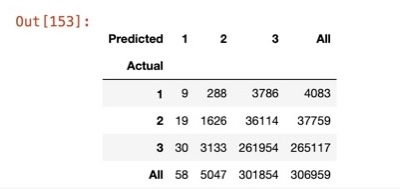 Out[153]:
Predicted 1 2 3 All
Actual
1 9 288 3786 4083
2 19 1626 36114 37759
3 30 3133 261954 265117
All 58 5047 301854 306959